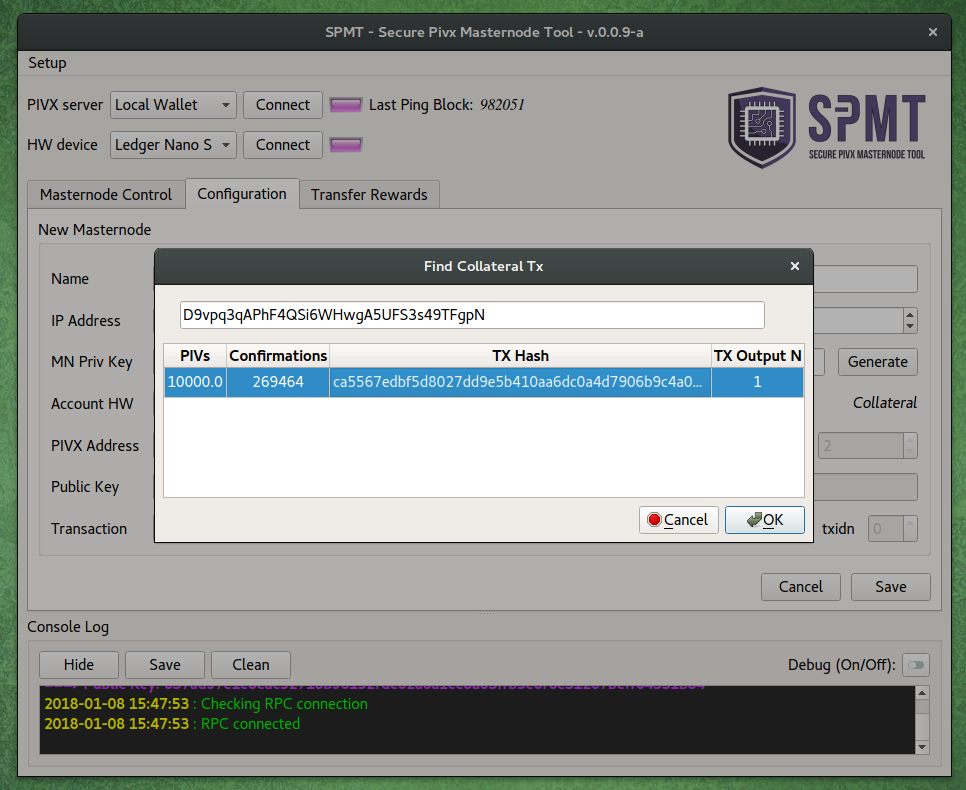 SPMT - Secure Pivx Masternode Tool - v.0.0.9-a
Setup
PIVX server Local Wallet Connect Last Ping Block: 982051
HW device Ledger Nano S Connect
SPMT
SECURE PIVX MASTERNODE TOOL
Masternode Control Configuration Transfer Rewards
New Masternode
Find Collateral Tx
Name
D9vpq3qAPhF4QSi6WHwgA5UFS3s49TFgpN
IP Address
PIVs Confirmations TX Hash TX Output N
MN Priv Key Generate
10000.0 269464 ca5567edbf5d8027dd9e5b410aa6dc0a4d7906b9c4a0... 1
Account HW Collateral
PIVX Address 2
Public Key
Cancel OK
Transaction txidn 0
Cancel Save
Console Log
Hide Save Clean Debug (On/Off):
2018-01-08 15:47:53 : Checking RPC connection
2018-01-08 15:47:53 : RPC connected